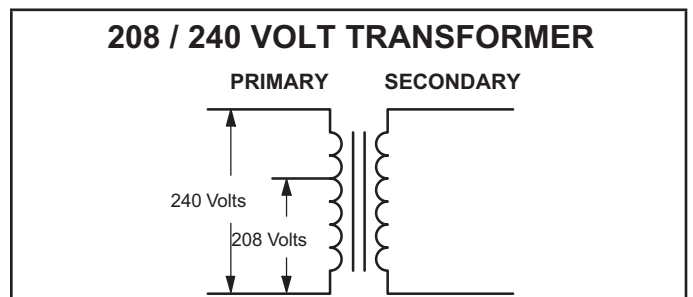 208 / 240 VOLT TRANSFORMER
PRIMARY SECONDARY
240 Volts
208 Volts